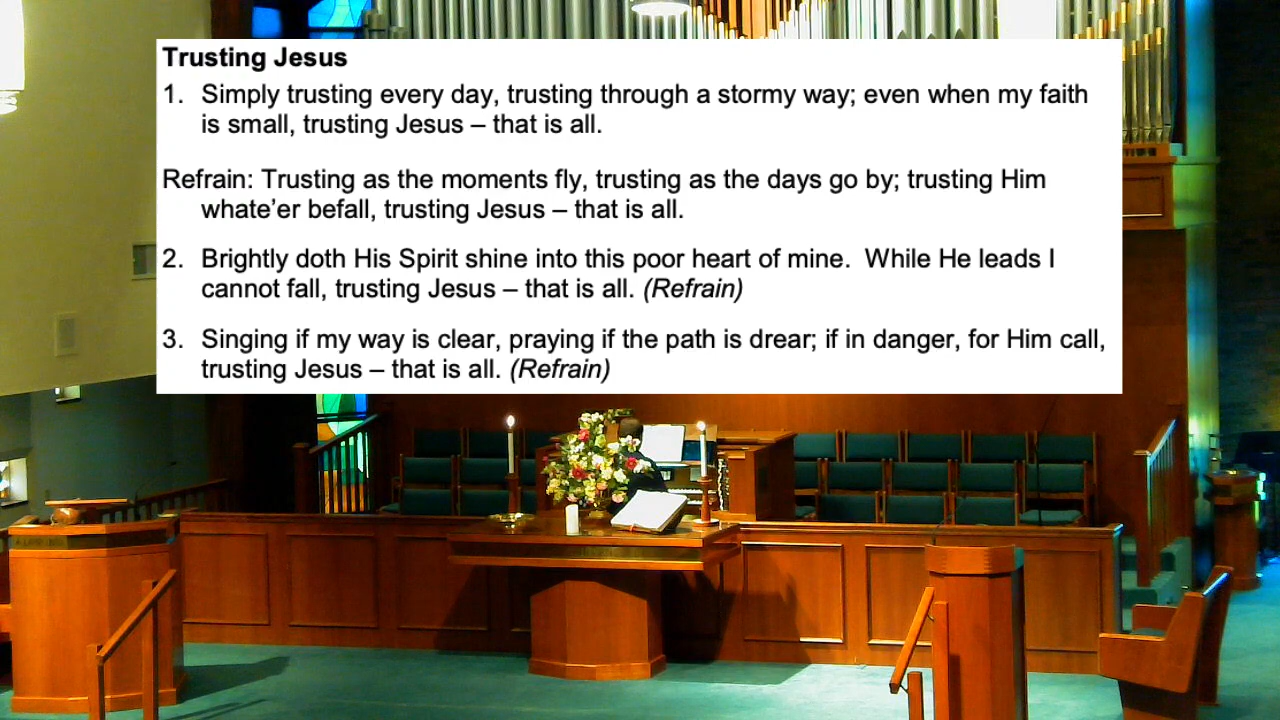 Trusting Jesus
1. Simply trusting every day, trusting through a stormy way; even when my faith
is small, trusting Jesus – that is all.
Refrain: Trusting as the moments fly, trusting as the days go by; trusting Him
whate’er befall, trusting Jesus – that is all.
2. Brightly doth His Spirit shine into this poor heart of mine.  While He leads I
cannot fall, trusting Jesus – that is all. (Refrain)
3. Singing if my way is clear, praying if the path is drear; if in danger, for Him call,
trusting Jesus – that is all. (Refrain)